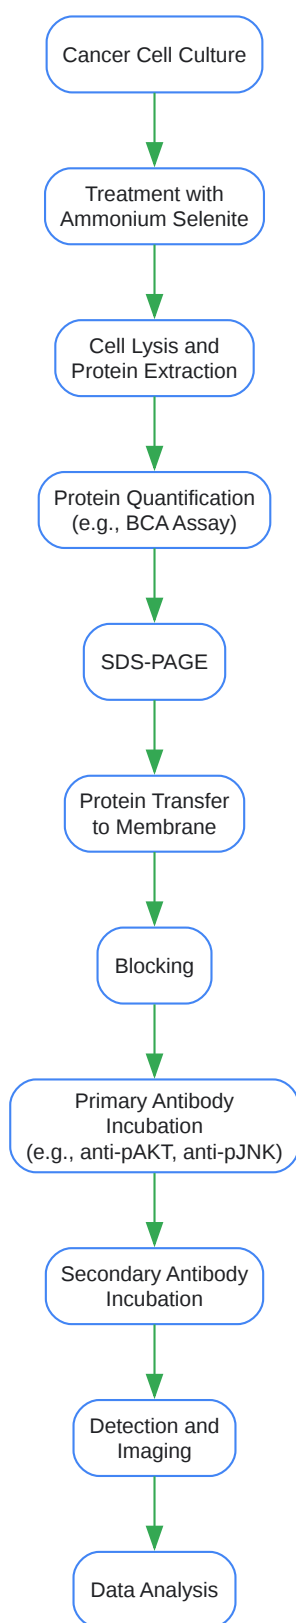 Cancer Cell Culture
Treatment with
Ammonium Selenite
Cell Lysis and
Protein Extraction
Protein Quantification
(e.g., BCA Assay)
SDS-PAGE
Protein Transfer
to Membrane
Blocking
Primary Antibody
Incubation
(e.g., anti-pAKT, anti-pJNK)
Secondary Antibody
Incubation
Detection and
Imaging
Data Analysis